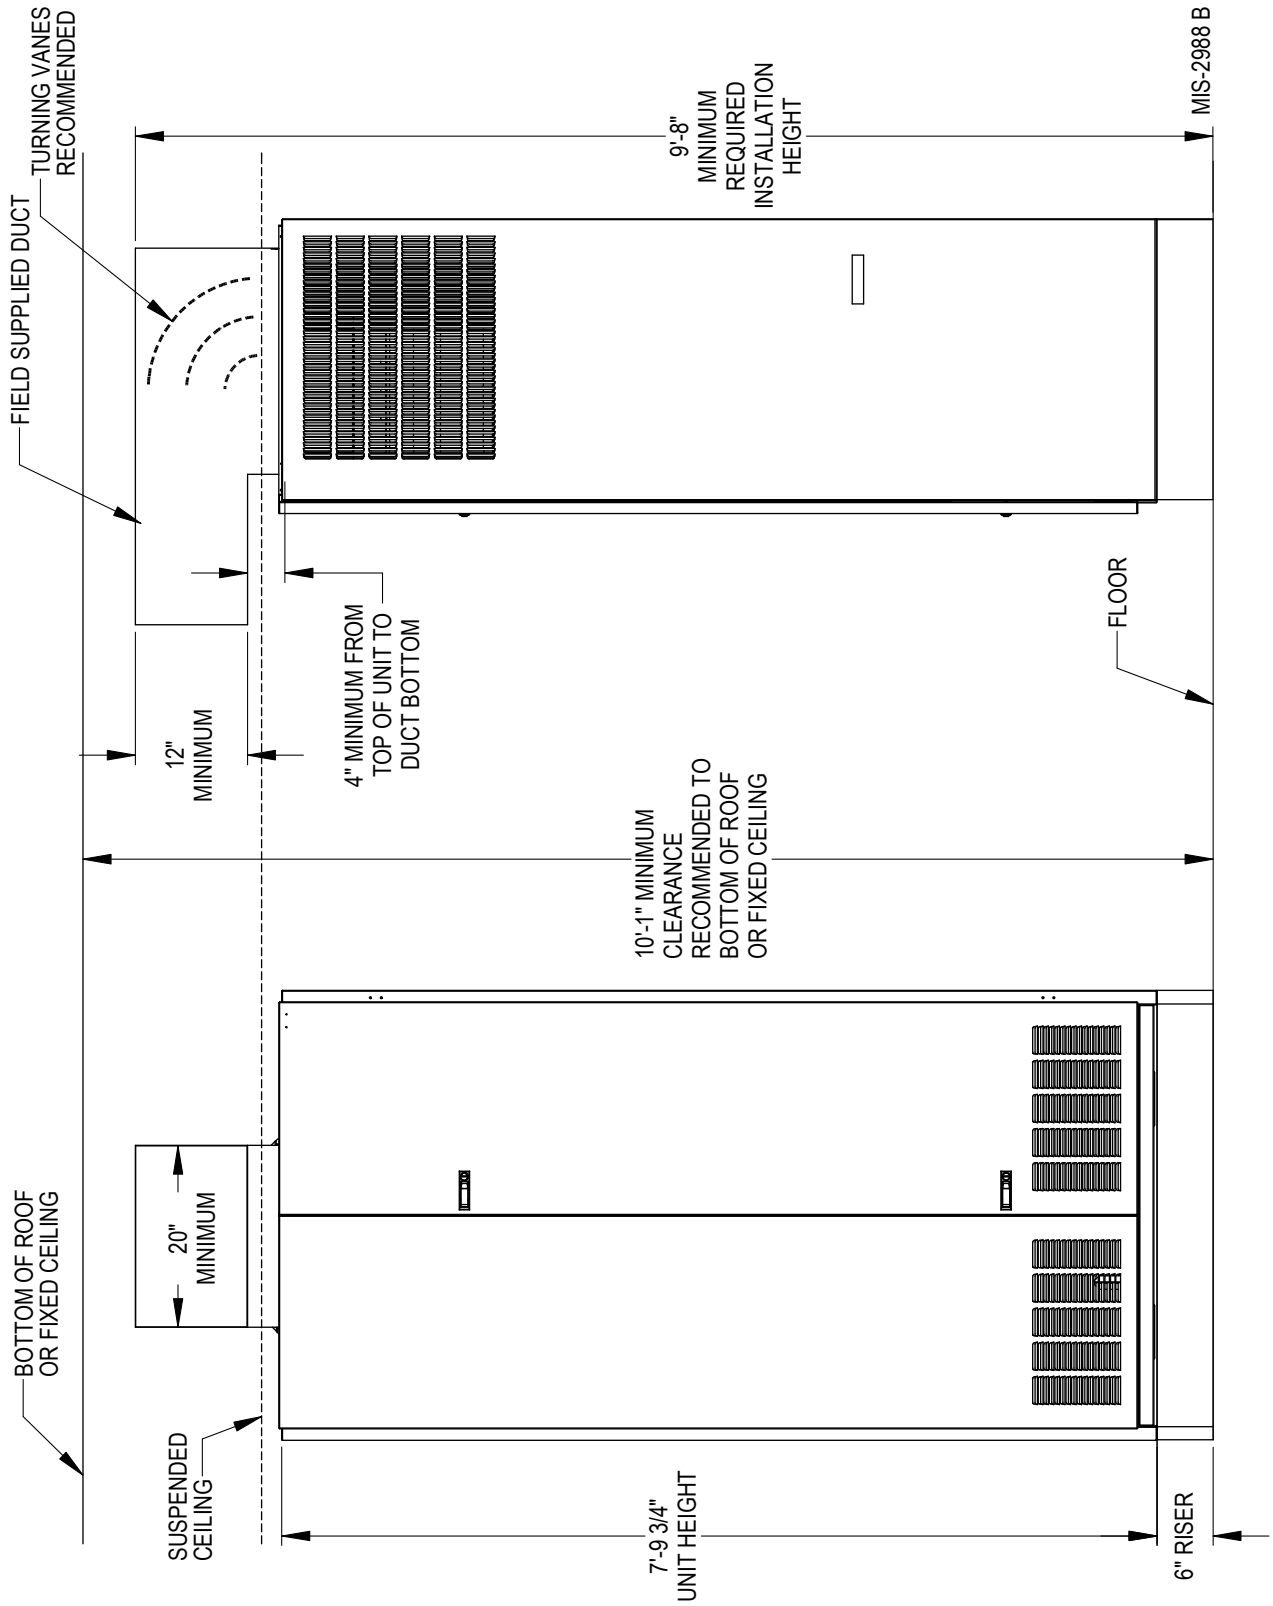 BOTTOM OF ROOF
OR FIXED CEILING
SUSPENDED
CEILING
20"
MINIMUM
7'-9 3/4"
UNIT HEIGHT
6" RISER
12"
MINIMUM
4" MINIMUM FROM
TOP OF UNIT TO
DUCT BOTTOM
10'-1" MINIMUM
CLEARANCE
RECOMMENDED TO
BOTTOM OF ROOF
OR FIXED CEILING
FLOOR
FIELD SUPPLIED DUCT
TURNING VANES
RECOMMENDED
9'-8"
MINIMUM
REQUIRED
INSTALLATION
HEIGHT
MIS-2988 B